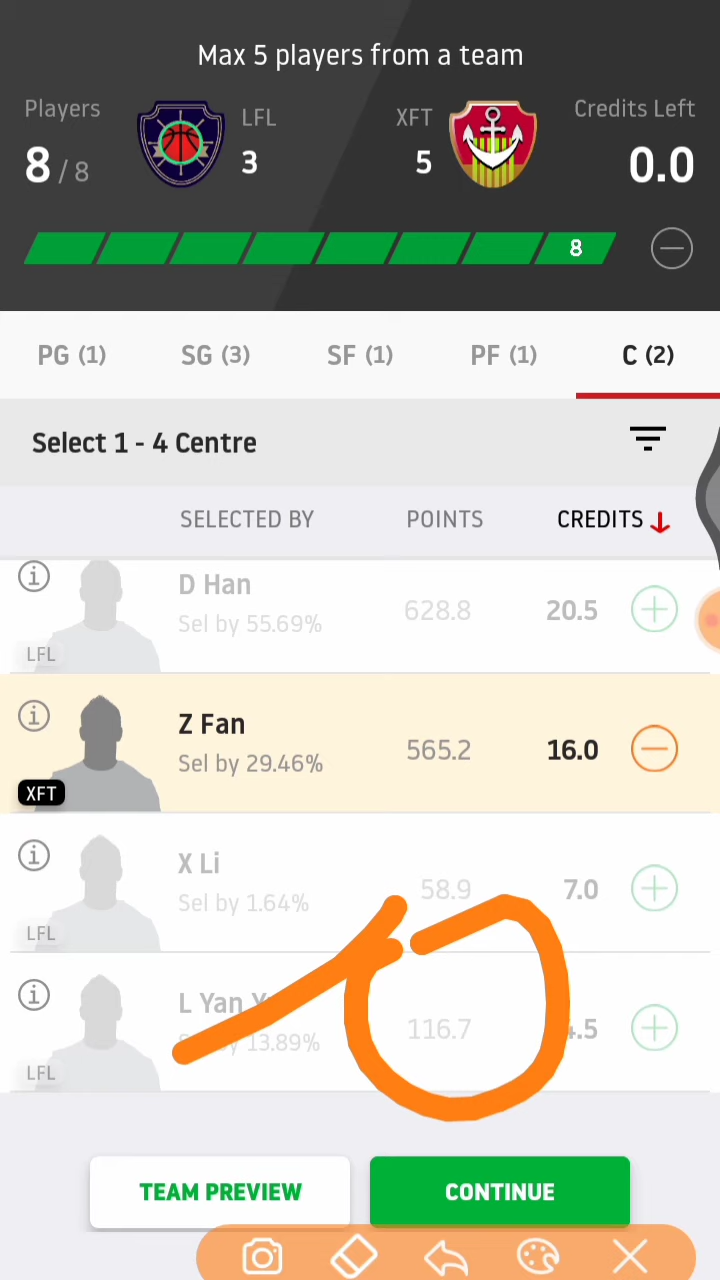 Max 5 players from a team
Players LFL XFT Credits Left
8 / 8 3 5 0.0
8
PG (1) SG (3) SF (1) PF (1) C (2)
Select 1 - 4 Centre
SELECTED BY POINTS CREDITS
D Han
Sel by 55.69% 628.8 20.5
LFL
Z Fan
Sel by 29.46% 565.2 16.0
XFT
X Li
Sel by 1.64% 58.9 7.0
LFL
L Yan
13.89% 116.7 .5
LFL
TEAM PREVIEW CONTINUE